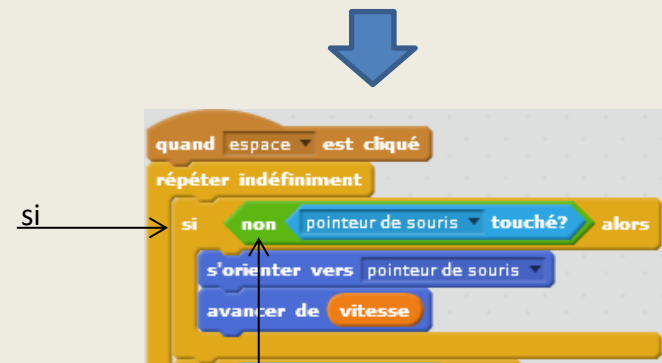 quand espace est cliqué
répéter indéfiniment
si
si non pointeur de souris touché? alors
s'orienter vers pointeur de souris
avancer de vitesse